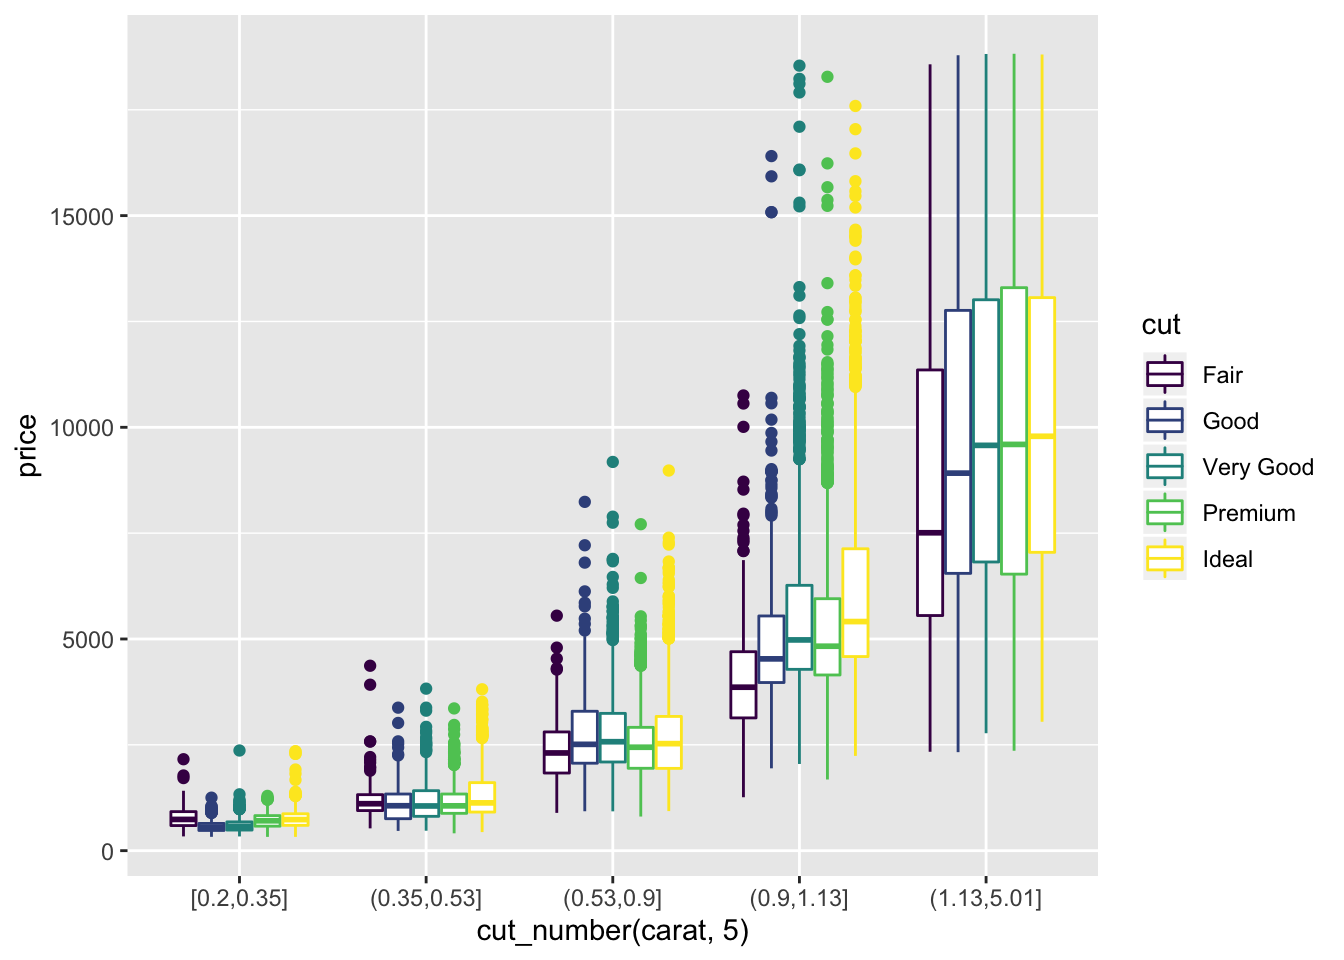 15000
10000
5000
0
price
[0.2,0.35]
(0.35,0.53]
(0.53,0.9]
(0.9,1.13]
(1.13,5.01]
cut_number(carat, 5)
cut
Fair
Good
Very Good
Premium
Ideal